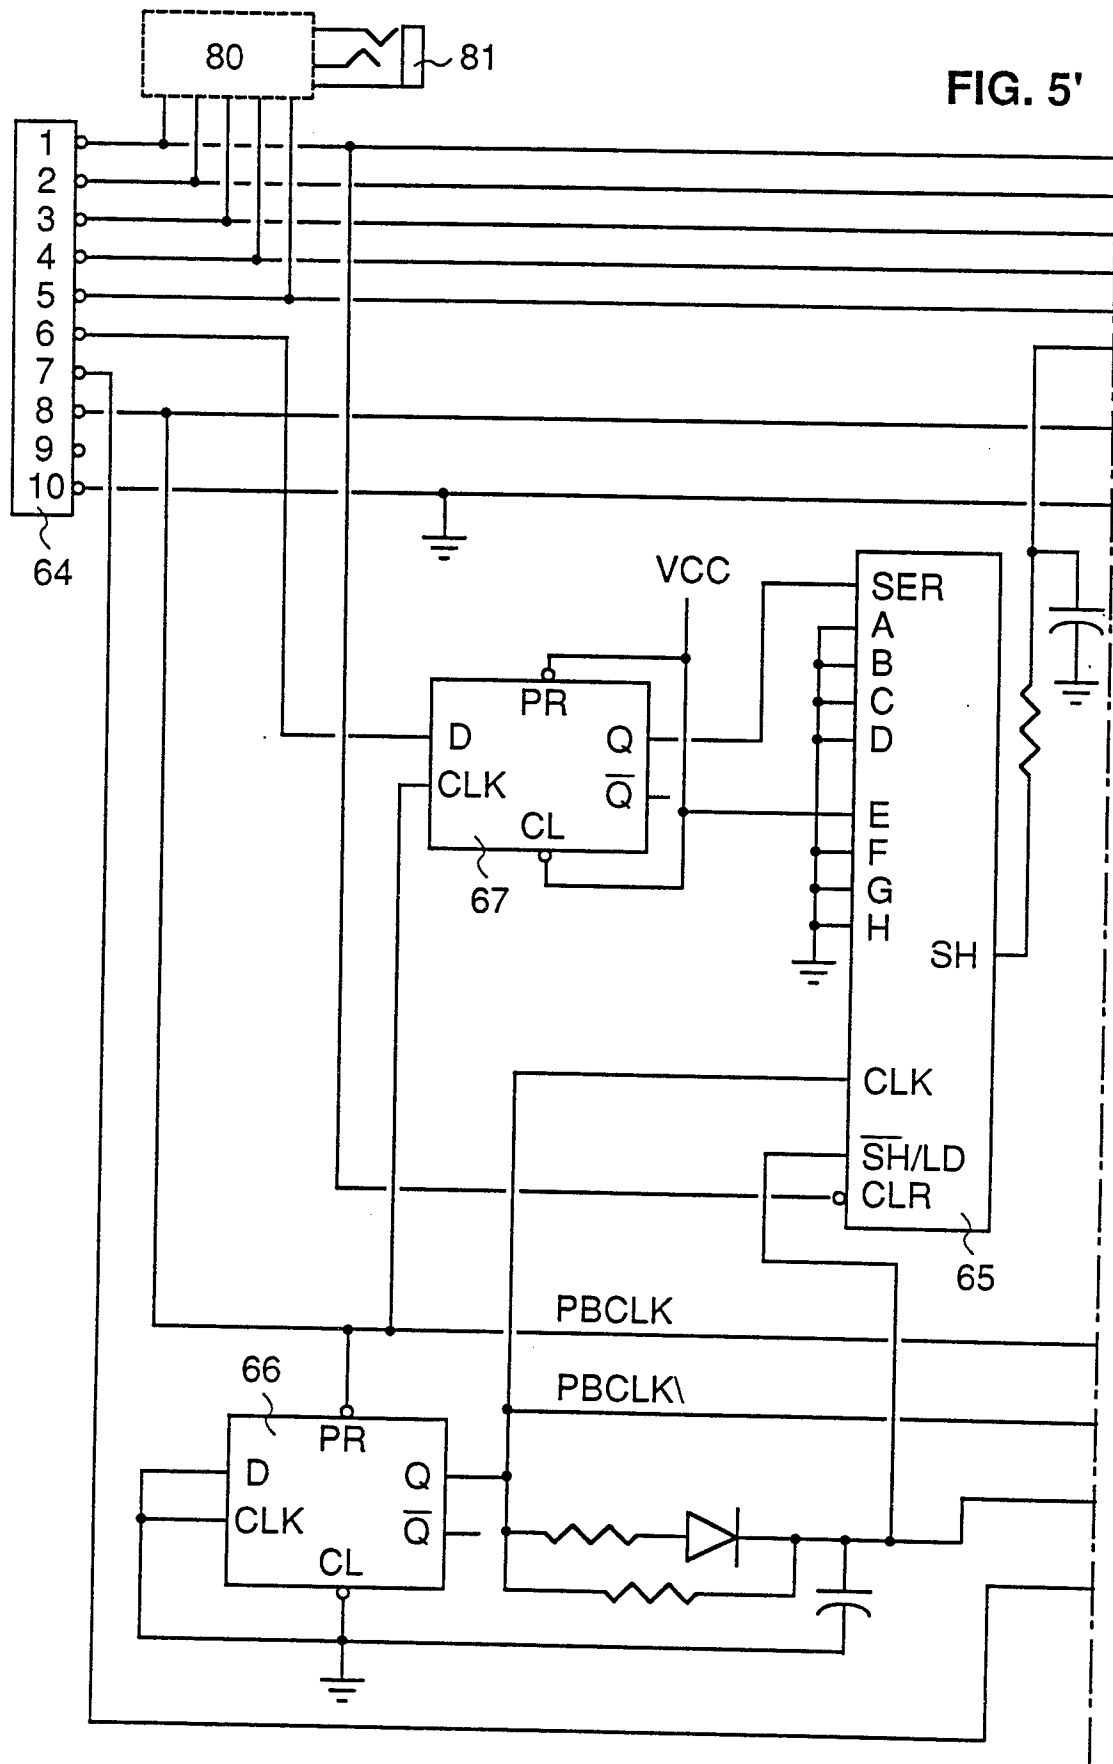 80
81
FIG. 5'
1
2
3
4
5
6
7
8
9
10
64
VCC
SER
A
B
C
D
E
F
G
H
SH
CLK
SH/LD
CLR
65
PR
D
Q
CLK
Q
CL
67
PBCLK
PBCLK\
66
PR
D
Q
CLK
Q
CL